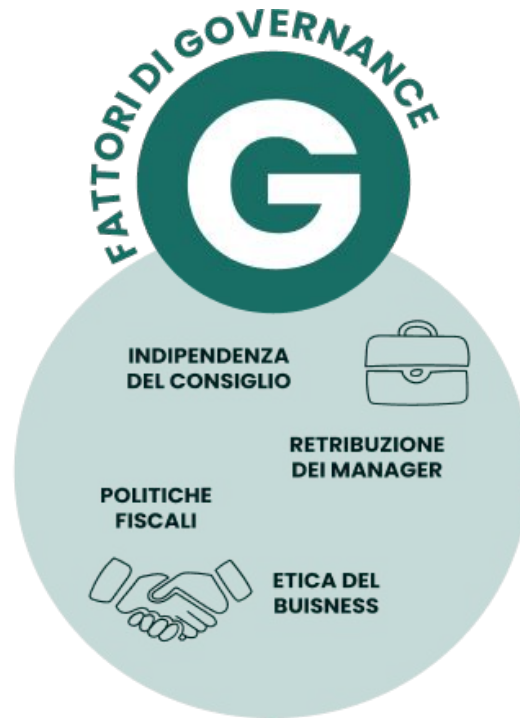 FATTORI DI GOVERNANCE
G
INDIPENDENZA
DEL CONSIGLIO
RETRIBUZIONE
DEI MANAGER
POLITICHE
FISCALI
ETICA DEL
BUISNESS